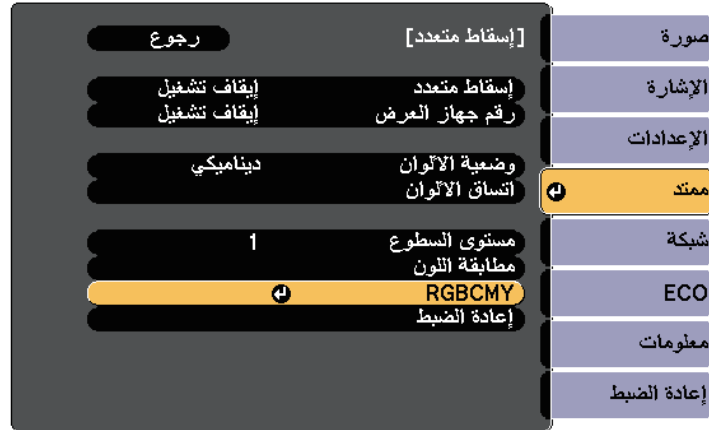 صورة
الإشارة
الإعدادات
ممتد
شبكة
ECO
معلومات
إعادة الضبط
[إسقاط متعدد] رجوع
إسقاط متعدد إيقاف تشغيل
رقم جهاز العرض إيقاف تشغيل
وضعية الألوان ديناميكي
اتساق الألوان
مستوى السطوع 1
مطابقة اللون
RGBCMY
إعادة الضبط